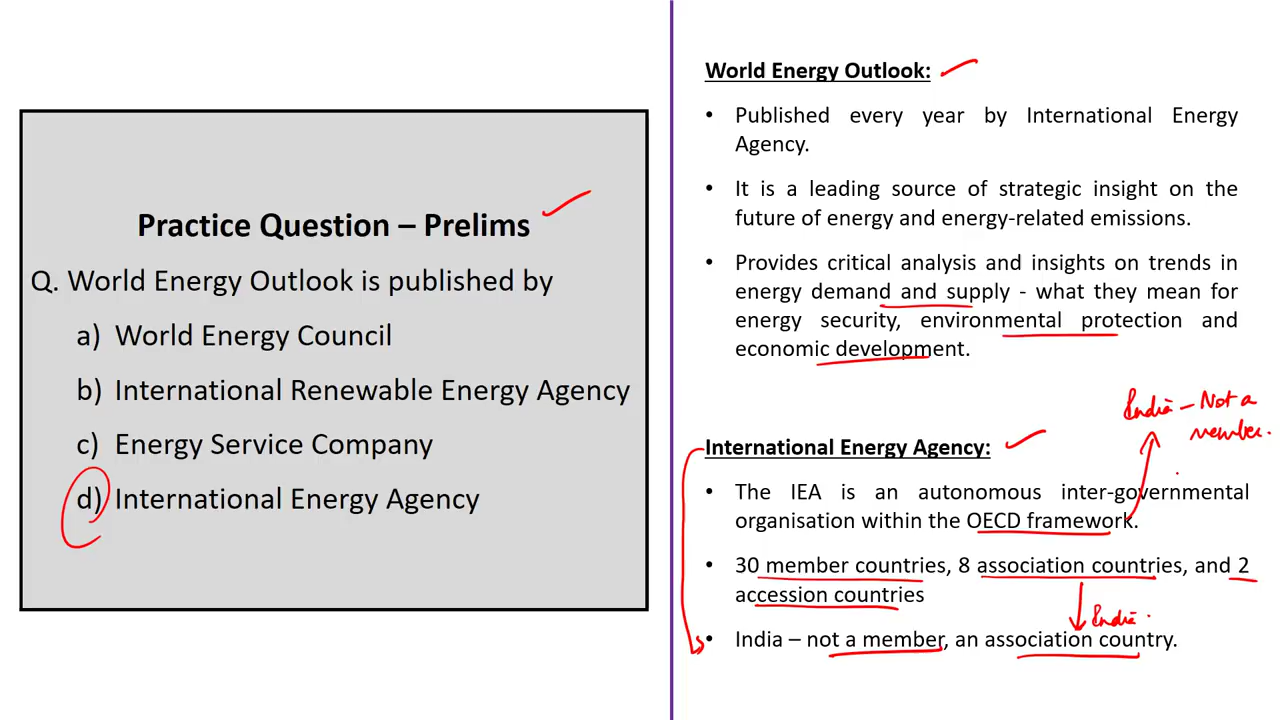 Practice Question – Prelims
Q. World Energy Outlook is published by
a) World Energy Council
b) International Renewable Energy Agency
c) Energy Service Company
d) International Energy Agency
World Energy Outlook:
• Published every year by International Energy
Agency.
• It is a leading source of strategic insight on the
future of energy and energy-related emissions.
• Provides critical analysis and insights on trends in
energy demand and supply - what they mean for
energy security, environmental protection and
economic development.
India – Not a
member.
International Energy Agency:
• The IEA is an autonomous inter-governmental
organisation within the OECD framework.
• 30 member countries, 8 association countries, and 2
accession countries
India
• India – not a member, an association country.